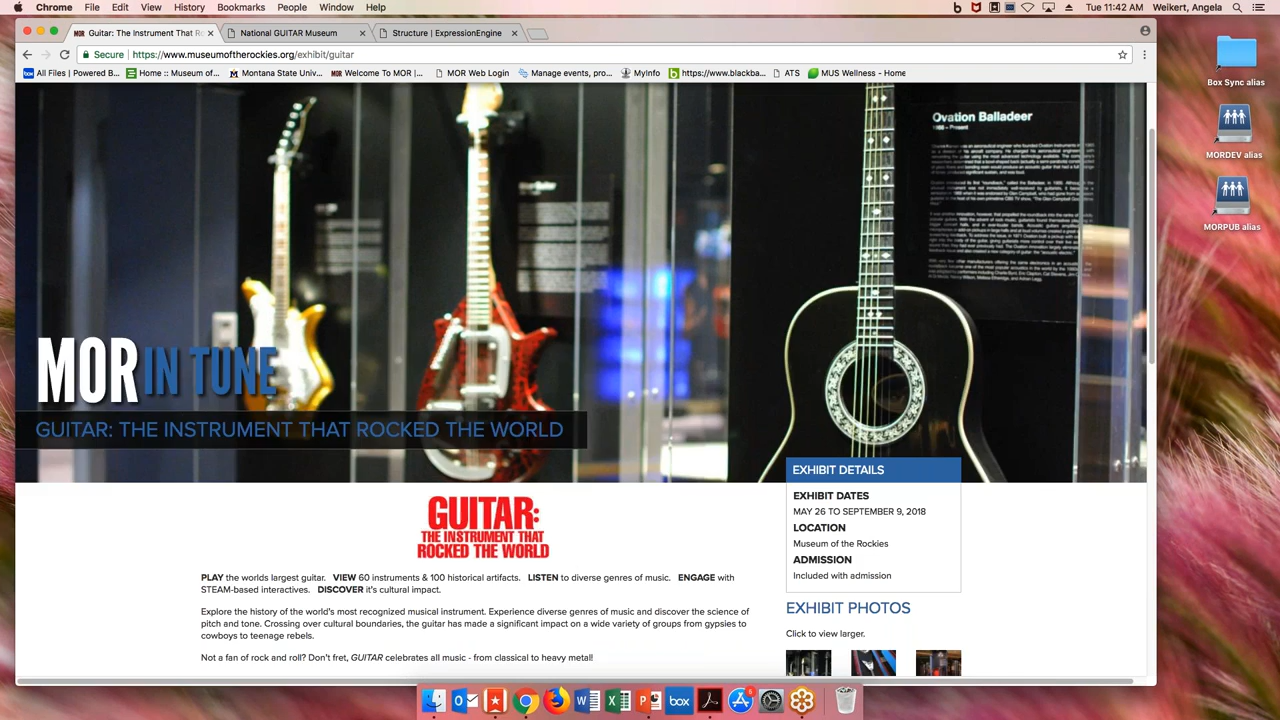 Chrome File Edit View History Bookmarks People Window Help Tue 11:42 AM Weikert, Angela
MOR Guitar: The Instrument That Ro National GUITAR Museum Structure | ExpressionEngine
Secure | https://www.museumoftherockies.org/exhibit/guitar
All Files | Powered B... Home :: Museum of... Montana State Univ... MOR Welcome To MOR |... MOR Web Login Manage events, pro... MyInfo https://www.blackba... ATS MUS Wellness - Home
Box Sync alias
MORDEV alias
MORPUB alias
Ovation Balladeer
MOR IN TUNE
GUITAR: THE INSTRUMENT THAT ROCKED THE WORLD
GUITAR:
THE INSTRUMENT THAT
ROCKED THE WORLD
PLAY the worlds largest guitar. VIEW 60 instruments & 100 historical artifacts. LISTEN to diverse genres of music. ENGAGE with
STEAM-based interactives. DISCOVER it's cultural impact.
Explore the history of the world's most recognized musical instrument. Experience diverse genres of music and discover the science of
pitch and tone. Crossing over cultural boundaries, the guitar has made a significant impact on a wide variety of groups from gypsies to
cowboys to teenage rebels.
Not a fan of rock and roll? Don't fret, GUITAR celebrates all music - from classical to heavy metal!
EXHIBIT DETAILS
EXHIBIT DATES
MAY 26 TO SEPTEMBER 9, 2018
LOCATION
Museum of the Rockies
ADMISSION
Included with admission
EXHIBIT PHOTOS
Click to view larger.
box